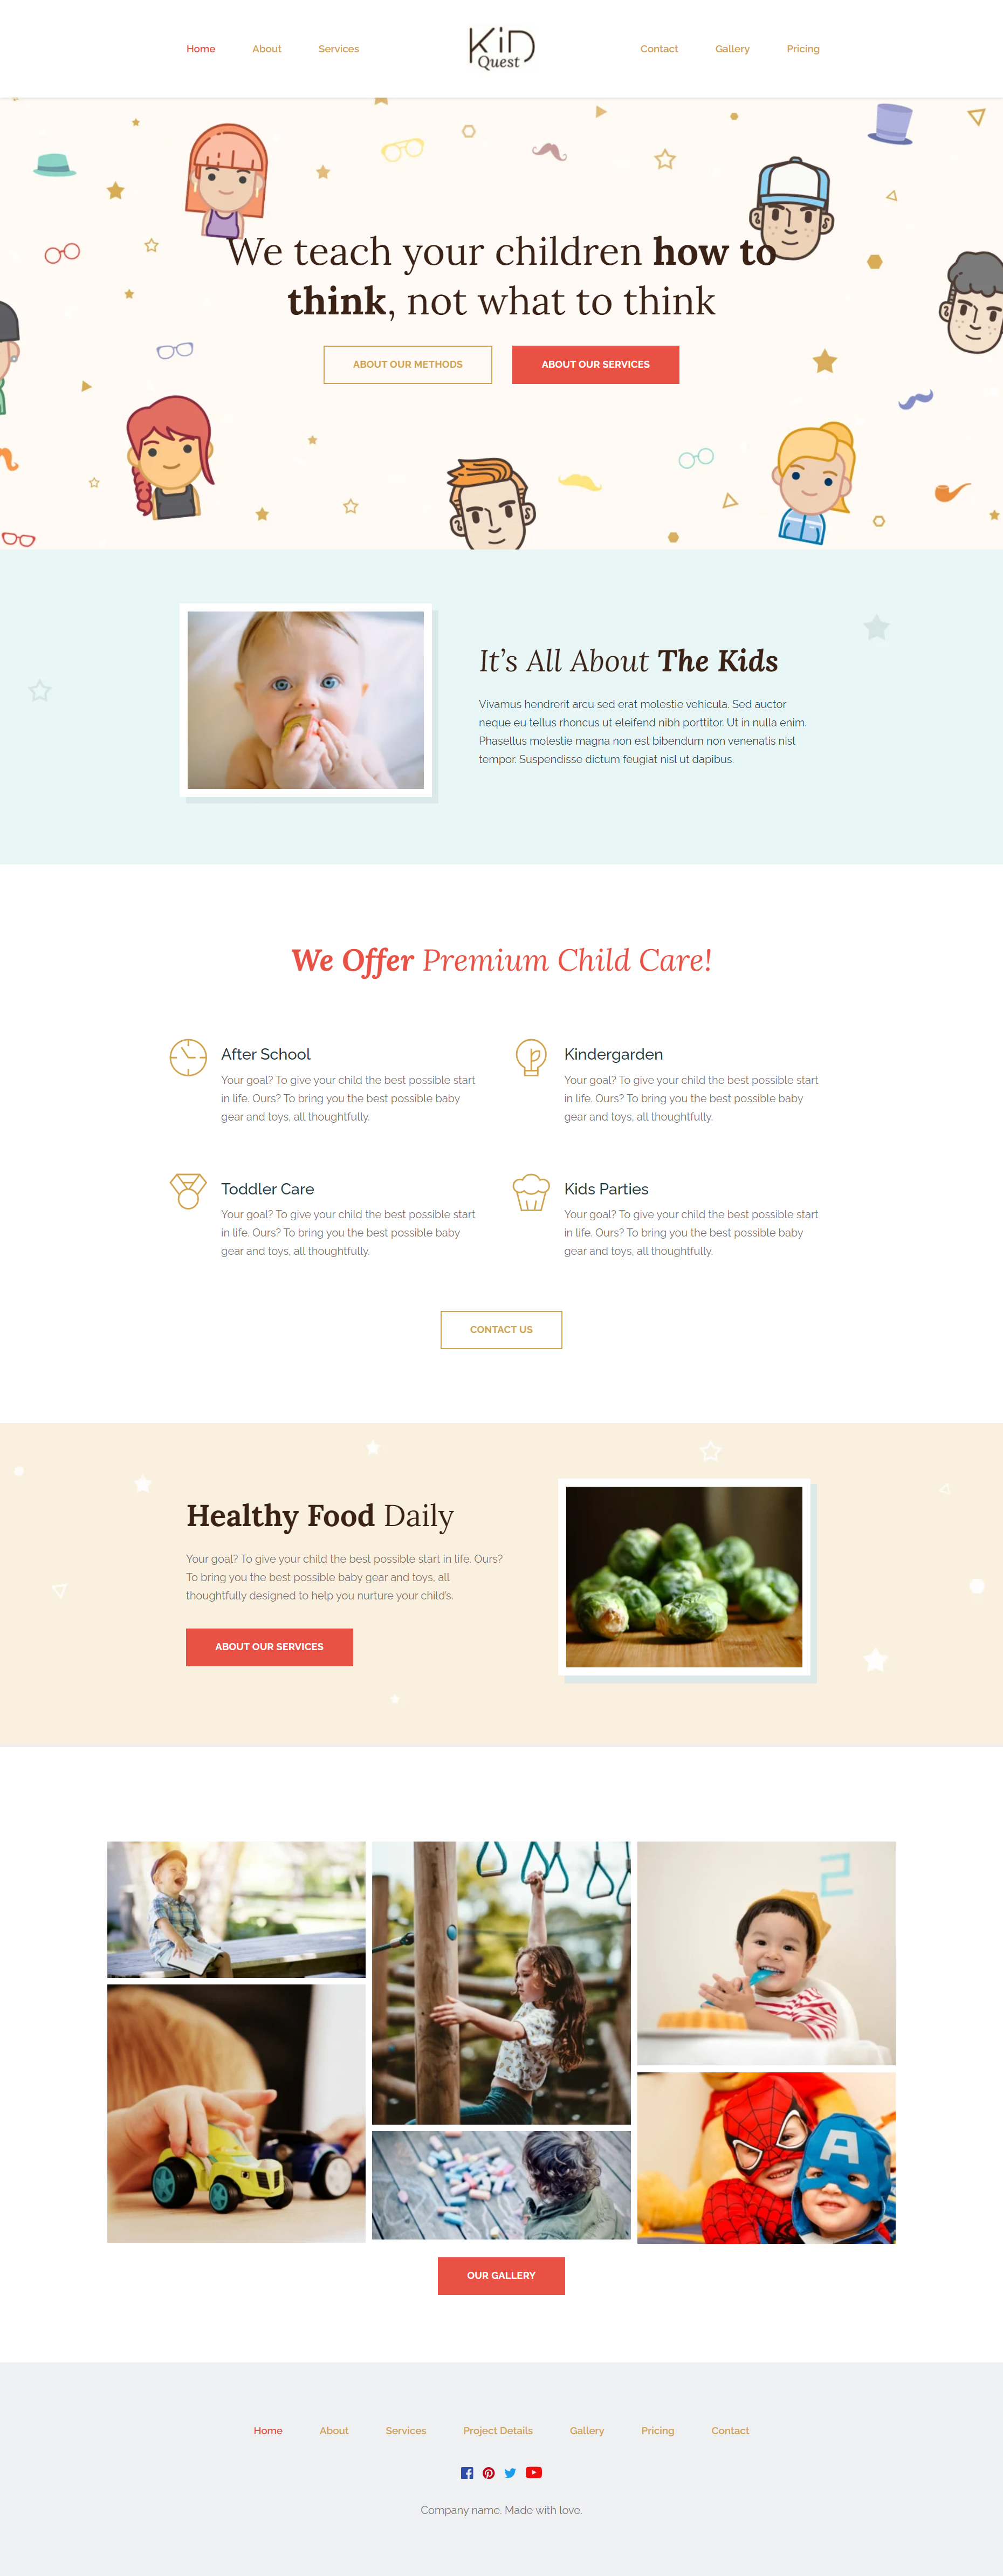 Home About Services
KiD
Quest
Contact Gallery Pricing
We teach your children how to
think, not what to think
ABOUT OUR METHODS
ABOUT OUR SERVICES
It's All About The Kids
Vivamus hendrerit arcu sed erat molestie vehicula. Sed auctor
neque eu tellus rhoncus ut eleifend nibh porttitor. Ut in nulla enim.
Phasellus molestie magna non est bibendum non venenatis nisl
tempor. Suspendisse dictum feugiat nisl ut dapibus.
We Offer Premium Child Care!
After School
Your goal? To give your child the best possible start
in life. Ours? To bring you the best possible baby
gear and toys, all thoughtfully.
Kindergarden
Your goal? To give your child the best possible start
in life. Ours? To bring you the best possible baby
gear and toys, all thoughtfully.
Toddler Care
Your goal? To give your child the best possible start
in life. Ours? To bring you the best possible baby
gear and toys, all thoughtfully.
Kids Parties
Your goal? To give your child the best possible start
in life. Ours? To bring you the best possible baby
gear and toys, all thoughtfully.
CONTACT US
Healthy Food Daily
Your goal? To give your child the best possible start in life. Ours?
To bring you the best possible baby gear and toys, all
thoughtfully designed to help you nurture your child's.
ABOUT OUR SERVICES
2
A
OUR GALLERY
Home About Services Project Details Gallery Pricing Contact
Company name. Made with love.